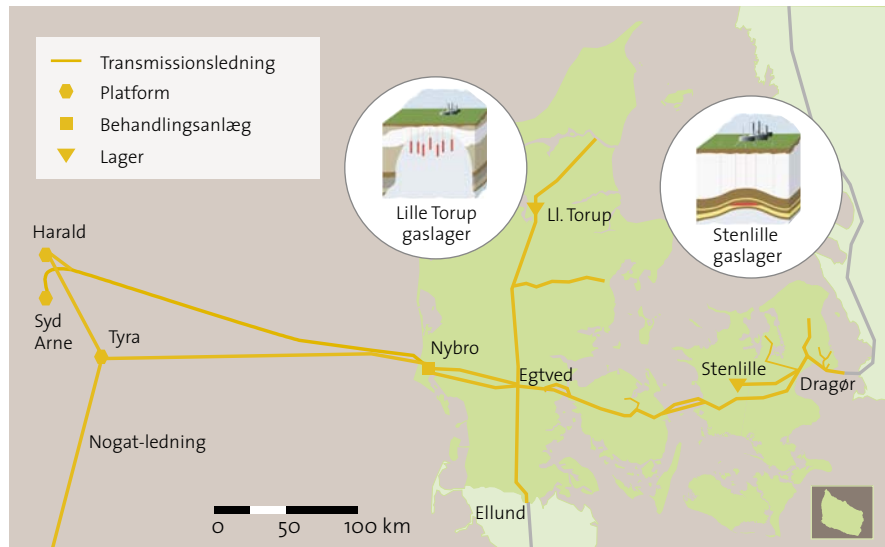 Transmissionsledning
Platform
Behandlingsanlæg
Lager
Lille Torup
gaslager
Stenlille
gaslager
Ll. Torup
Harald
Syd
Arne
Tyra
Nybro
Egtved
Stenlille
Dragør
Nogat-ledning
Ellund
0 50 100 km